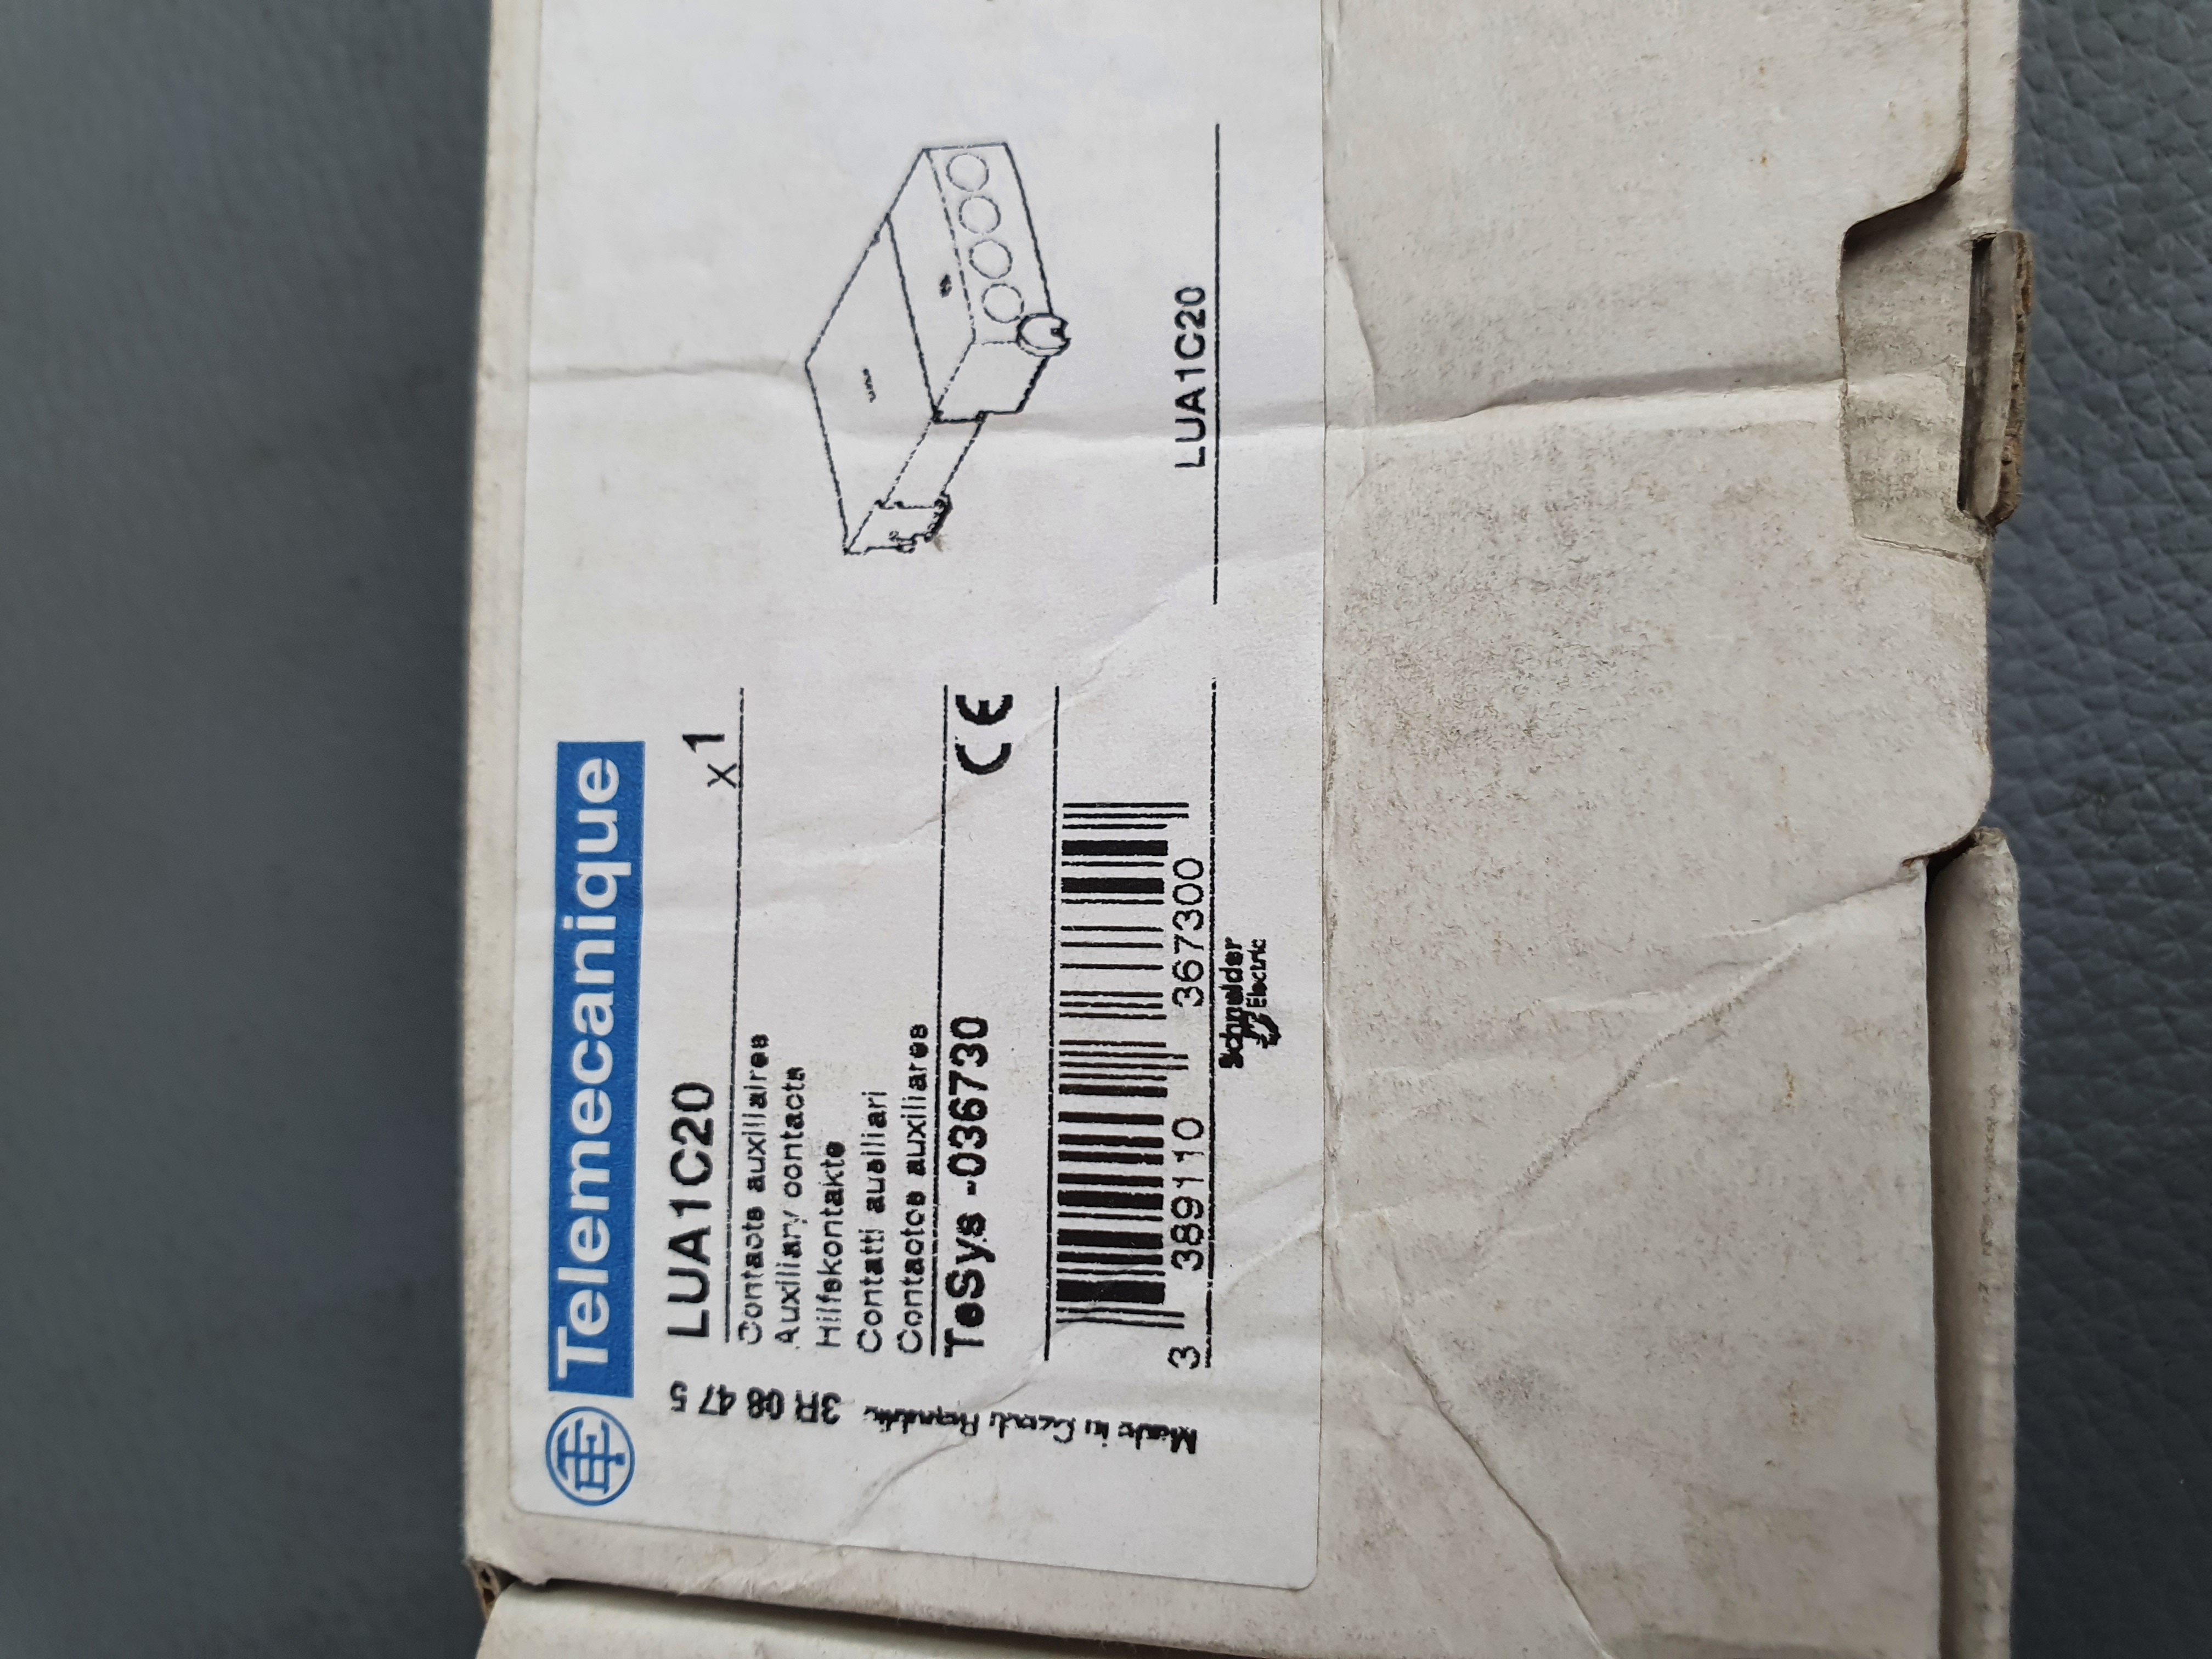 Telemecanique
LUA1C20 x1
Contacts auxiliaires
Auxiliary contacts
Hilfskontakte
Contatti ausiliari
Contactos auxiliares
TeSys -036730 CE
3 389110 367300
Schneider
Electric
LUA1C20
3R 08 47 5
Made in Czech Republic